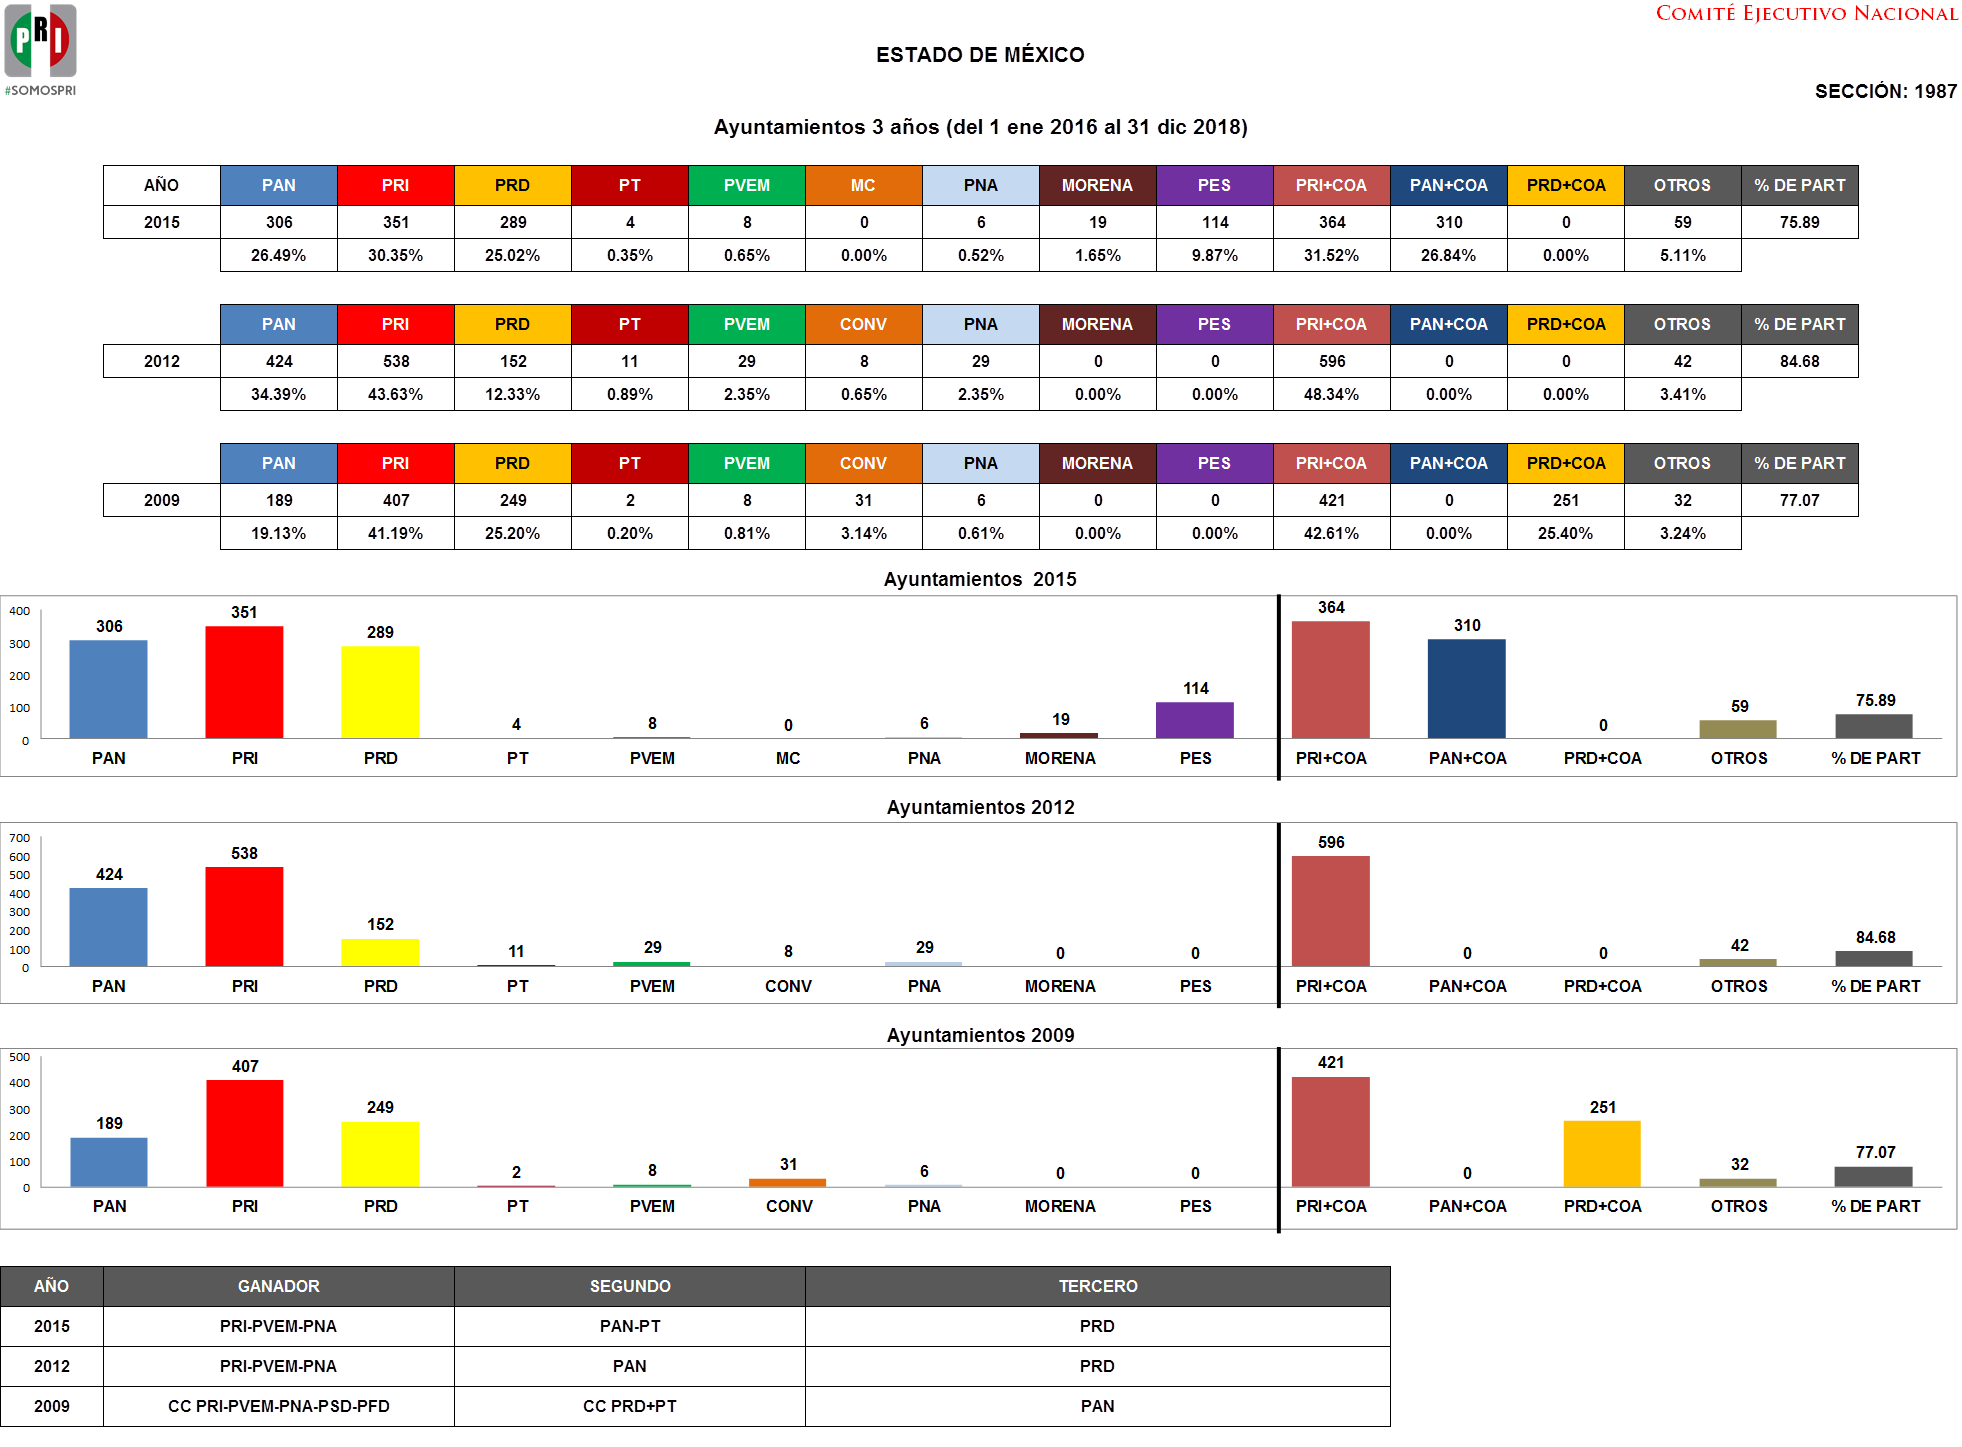 PRI
#SOMOSPRI
COMITÉ EJECUTIVO NACIONAL
ESTADO DE MÉXICO
SECCIÓN: 1987
Ayuntamientos 3 años (del 1 ene 2016 al 31 dic 2018)
AÑO PAN PRI PRD PT PVEM MC PNA MORENA PES PRI+COA PAN+COA PRD+COA OTROS % DE PART
2015 306 351 289 4 8 0 6 19 114 364 310 0 59 75.89
26.49% 30.35% 25.02% 0.35% 0.65% 0.00% 0.52% 1.65% 9.87% 31.52% 26.84% 0.00% 5.11%
PAN PRI PRD PT PVEM CONV PNA MORENA PES PRI+COA PAN+COA PRD+COA OTROS % DE PART
2012 424 538 152 11 29 8 29 0 0 596 0 0 42 84.68
34.39% 43.63% 12.33% 0.89% 2.35% 0.65% 2.35% 0.00% 0.00% 48.34% 0.00% 0.00% 3.41%
PAN PRI PRD PT PVEM CONV PNA MORENA PES PRI+COA PAN+COA PRD+COA OTROS % DE PART
2009 189 407 249 2 8 31 6 0 0 421 0 251 32 77.07
19.13% 41.19% 25.20% 0.20% 0.81% 3.14% 0.61% 0.00% 0.00% 42.61% 0.00% 25.40% 3.24%
Ayuntamientos 2015
400
300
200
100
0
306 351 289 4 8 0 6 19 114 364 310 0 59 75.89
PAN PRI PRD PT PVEM MC PNA MORENA PES PRI+COA PAN+COA PRD+COA OTROS % DE PART
Ayuntamientos 2012
700
600
500
400
300
200
100
0
424 538 152 11 29 8 29 0 0 596 0 0 42 84.68
PAN PRI PRD PT PVEM CONV PNA MORENA PES PRI+COA PAN+COA PRD+COA OTROS % DE PART
Ayuntamientos 2009
500
400
300
200
100
0
189 407 249 2 8 31 6 0 0 421 0 251 32 77.07
PAN PRI PRD PT PVEM CONV PNA MORENA PES PRI+COA PAN+COA PRD+COA OTROS % DE PART
AÑO GANADOR SEGUNDO TERCERO
2015 PRI-PVEM-PNA PAN-PT PRD
2012 PRI-PVEM-PNA PAN PRD
2009 CC PRI-PVEM-PNA-PSD-PFD CC PRD+PT PAN